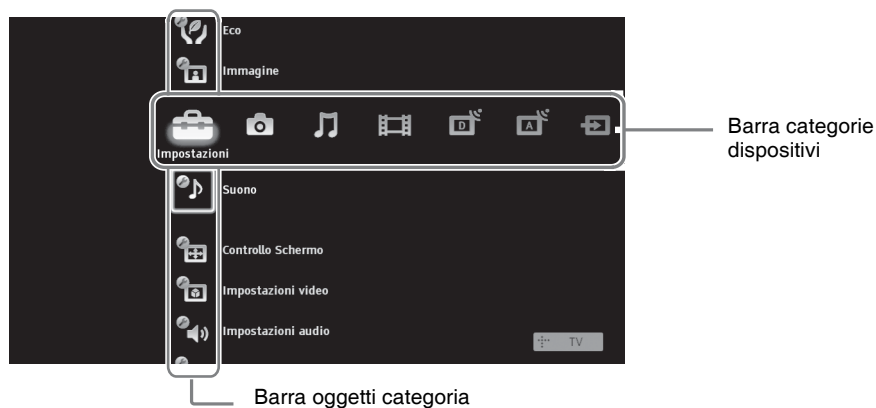 Eco
Immagine
Impostazioni
D
A
Barra categorie
dispositivi
Suono
Controllo Schermo
Impostazioni video
Impostazioni audio
TV
Barra oggetti categoria